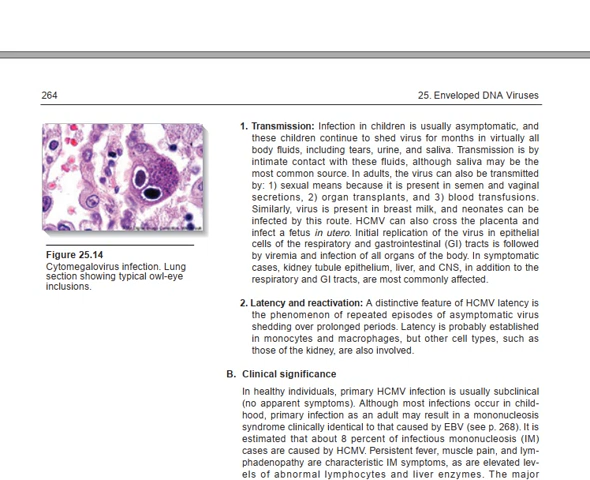 264
25. Enveloped DNA Viruses
Figure 25.14
Cytomegalovirus infection. Lung
section showing typical owl-eye
inclusions.
1. Transmission: Infection in children is usually asymptomatic, and
these children continue to shed virus for months in virtually all
body fluids, including tears, urine, and saliva. Transmission is by
intimate contact with these fluids, although saliva may be the
most common source. In adults, the virus can also be transmitted
by: 1) sexual means because it is present in semen and vaginal
secretions, 2) organ transplants, and 3) blood transfusions.
Similarly, virus is present in breast milk, and neonates can be
infected by this route. HCMV can also cross the placenta and
infect a fetus in utero. Initial replication of the virus in epithelial
cells of the respiratory and gastrointestinal (GI) tracts is followed
by viremia and infection of all organs of the body. In symptomatic
cases, kidney tubule epithelium, liver, and CNS, in addition to the
respiratory and GI tracts, are most commonly affected.
2. Latency and reactivation: A distinctive feature of HCMV latency is
the phenomenon of repeated episodes of asymptomatic virus
shedding over prolonged periods. Latency is probably established
in monocytes and macrophages, but other cell types, such as
those of the kidney, are also involved.
B. Clinical significance
In healthy individuals, primary HCMV infection is usually subclinical
(no apparent symptoms). Although most infections occur in child-
hood, primary infection as an adult may result in a mononucleosis
syndrome clinically identical to that caused by EBV (see p. 268). It is
estimated that about 8 percent of infectious mononucleosis (IM)
cases are caused by HCMV. Persistent fever, muscle pain, and lym-
phadenopathy are characteristic IM symptoms, as are elevated lev-
els of abnormal lymphocytes and liver enzymes. The major